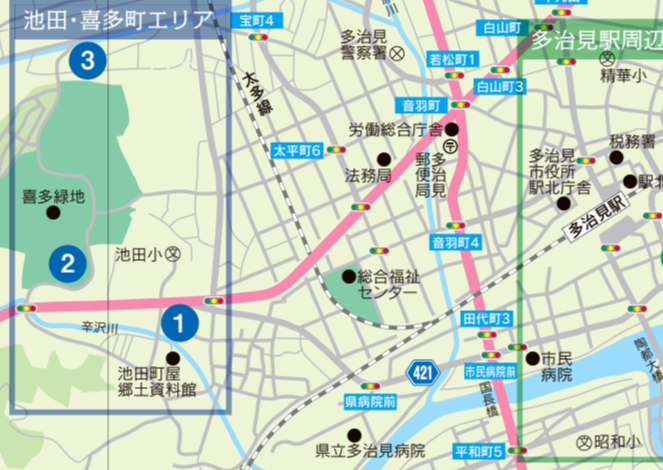 池田・喜多町エリア
3
宝町4
多治見
警察署
白山町
多治見駅周辺
若松町1
精華小
太多線
白山町3
音羽町
労働総合庁舎
太平町6
法務局
郵便局
多治見
税務署
多治見
市役所
駅北庁舎
喜多緑地
多治見駅
音羽町4
池田小
2
総合福祉
センター
1
辛沢川
田代町3
池田町屋
郷土資料館
421
市民病院前
市民
病院
陶都大橋
国長橋
県病院前
県立多治見病院
平和町5
昭和小